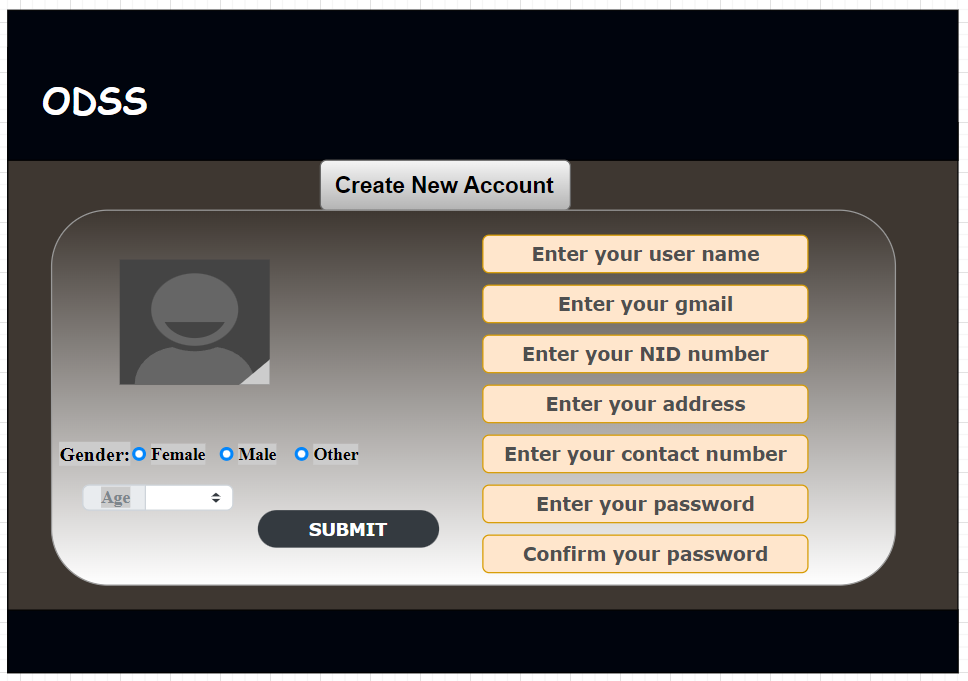 ODSS
Create New Account
Enter your user name
Enter your gmail
Enter your NID number
Enter your address
Gender: Female Male Other
Enter your contact number
Age
Enter your password
SUBMIT
Confirm your password